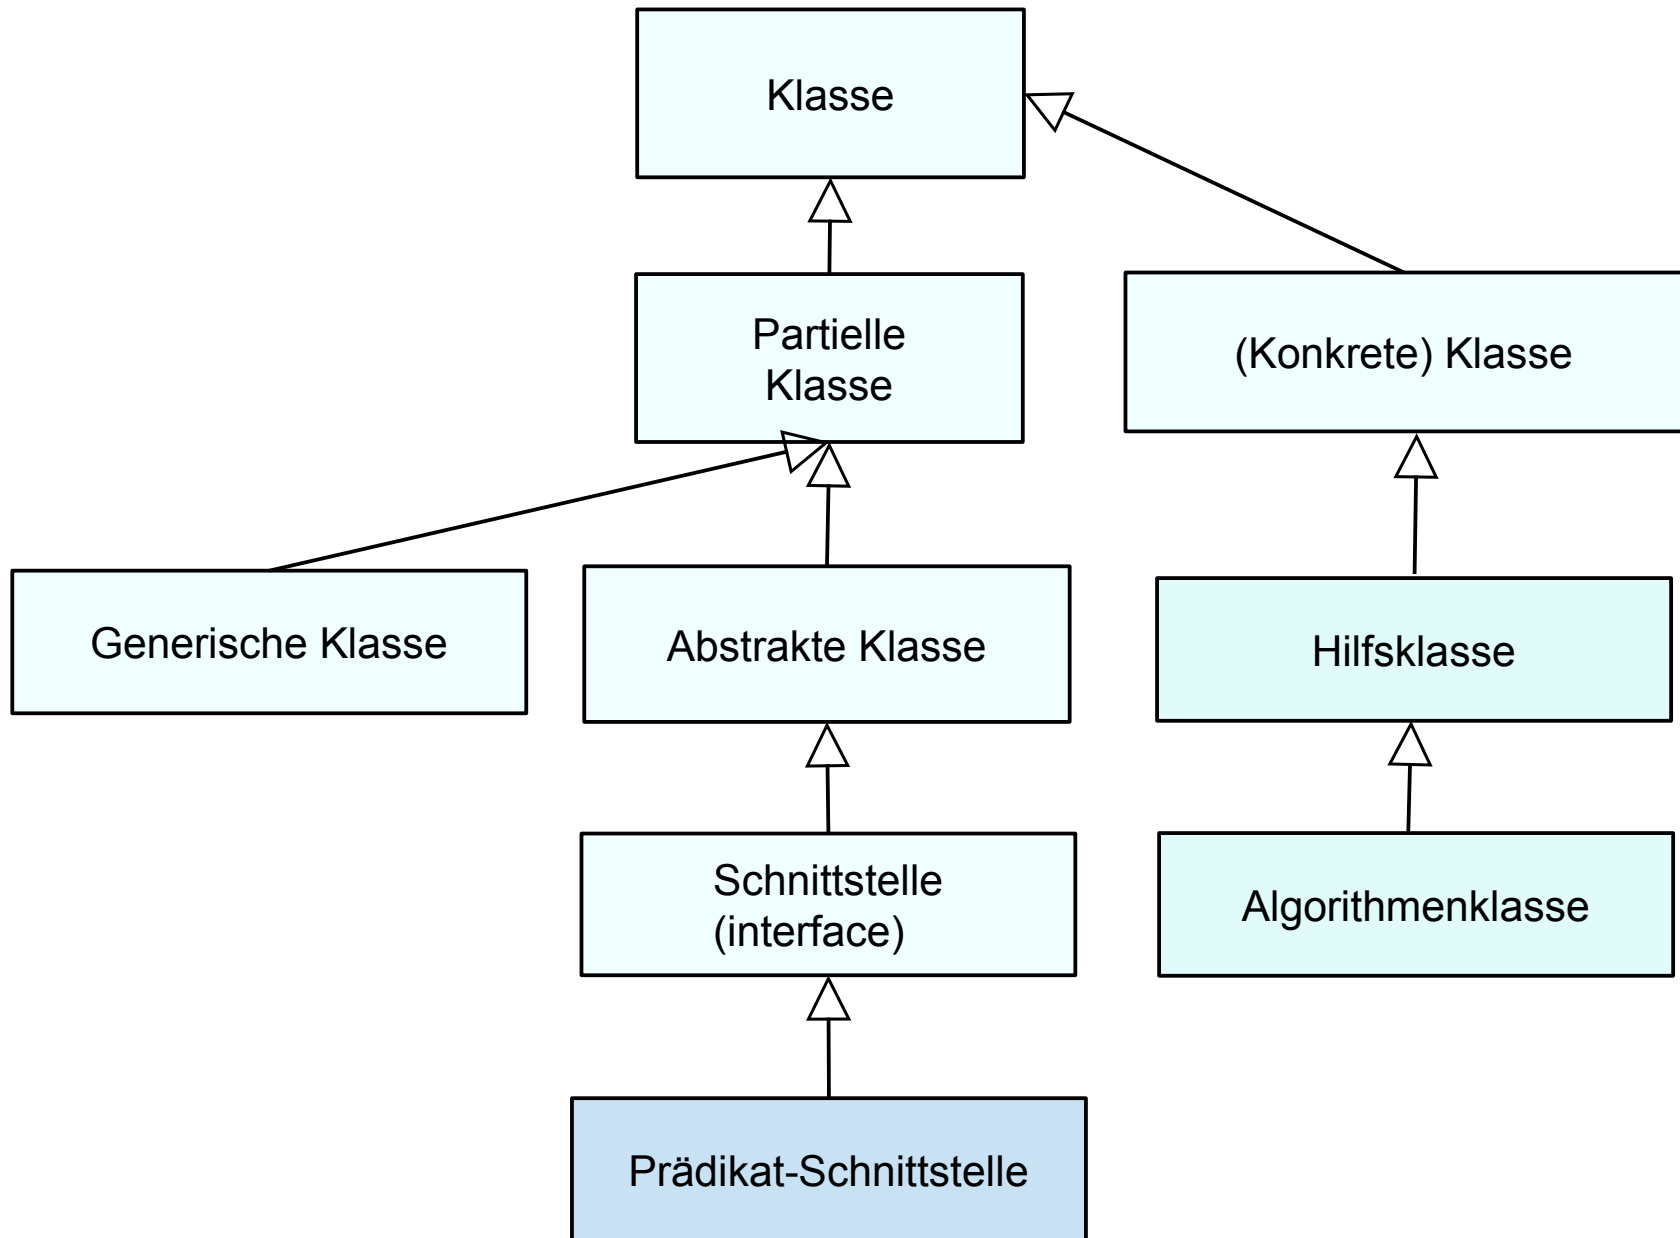 Klasse
Partielle
Klasse
(Konkrete) Klasse
Generische Klasse
Abstrakte Klasse
Hilfsklasse
Schnittstelle
(interface)
Algorithmenklasse
Prädikat-Schnittstelle